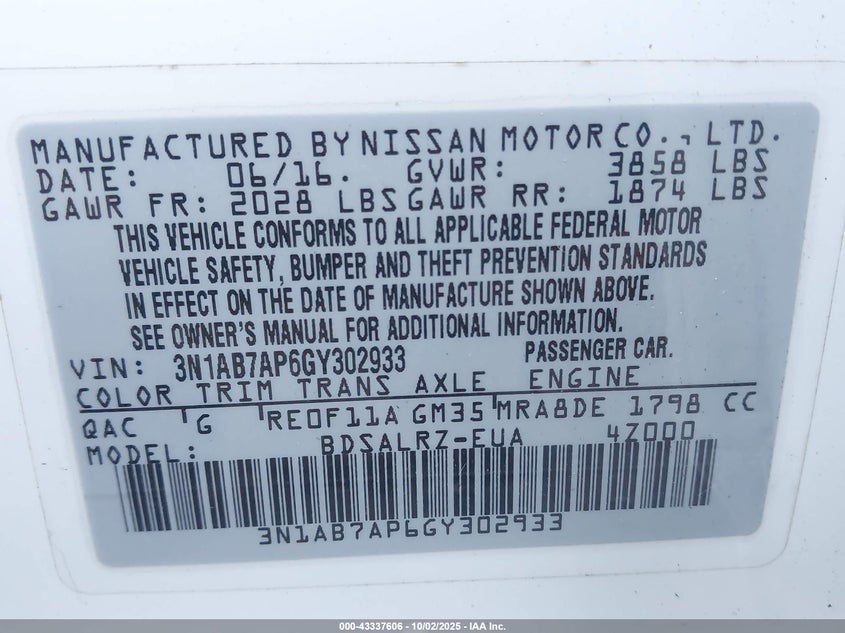 MANUFACTURED BY NISSAN MOTOR CO., LTD.
DATE: 06/16. GVWR: 3858 LBS
GAWR FR: 2028 LBS GAWR RR: 1874 LBS
THIS VEHICLE CONFORMS TO ALL APPLICABLE FEDERAL MOTOR
VEHICLE SAFETY, BUMPER AND THEFT PREVENTION STANDARDS
IN EFFECT ON THE DATE OF MANUFACTURE SHOWN ABOVE.
SEE OWNER'S MANUAL FOR ADDITIONAL INFORMATION.
VIN: 3N1AB7AP6GY302933 PASSENGER CAR.
COLOR TRIM TRANS AXLE ENGINE
QAC G RE0F11A GM35 MRA8DE 1798 CC
MODEL: BDSALRZ-EUA 4Z000
3N1AB7AP6GY302933
000-43337606 - 10/02/2025 - IAA Inc.